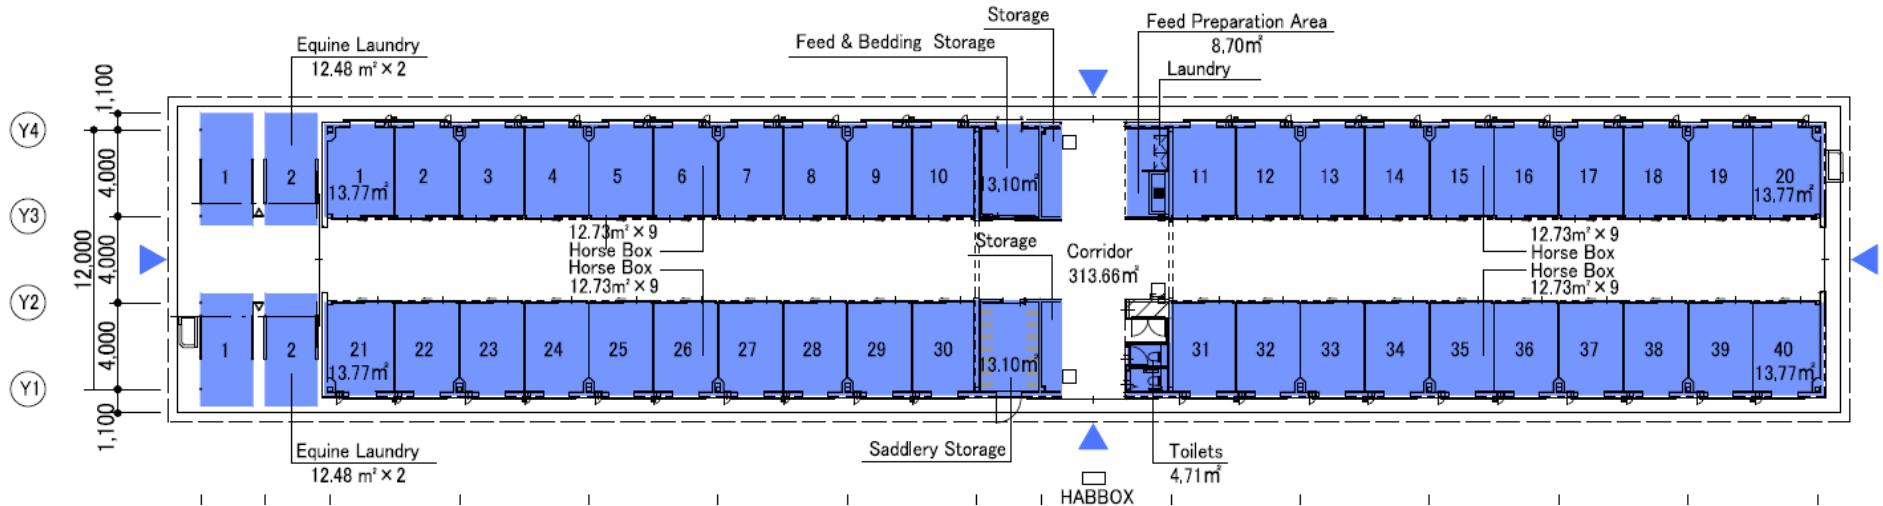 Storage
Feed Preparation Area
8,70㎡
Equine Laundry
12.48 ㎡×2
Feed & Bedding Storage
Laundry
1,100
Y4
4,000
1 2 1 2 3 4 5 6 7 8 9 10 11 12 13 14 15 16 17 18 19 20
13.77㎡ 13,10㎡ 13,77㎡
Y3
12,000
4,000
12.73㎡×9
Horse Box
Horse Box
12.73㎡×9
Storage
Corridor
313.66㎡
12.73㎡×9
Horse Box
Horse Box
12.73㎡×9
Y2
4,000
1 2 21 22 23 24 25 26 27 28 29 30 31 32 33 34 35 36 37 38 39 40
13.77㎡ 13.10㎡ 13,77㎡
Y1
1,100
Equine Laundry
12.48 ㎡×2
Saddlery Storage
Toilets
4,71㎡
HABBOX